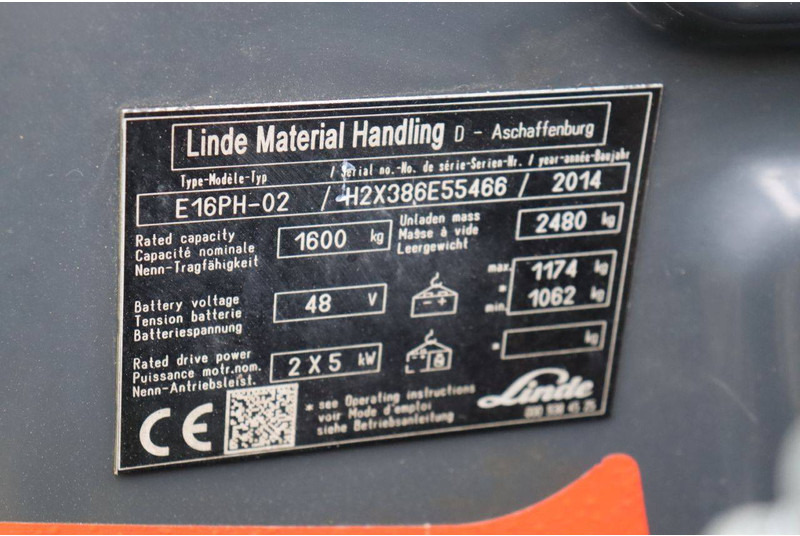 Linde Material Handling D - Aschaffenburg
Type-Modèle-Typ / Serial no.-No. de série-Serien-Nr. / year-année-Baujahr
E16PH-02 / H2X386E55466 / 2014
Rated capacity
Capacité nominale
Nenn-Tragfähigkeit
1600 kg
Unladen mass
Masse à vide
Leergewicht
2480 kg
Battery voltage
Tension batterie
Batteriespannung
48 V
max. 1174 kg
*
min. 1062 kg
Rated drive power
Puissance motr.nom.
Nenn-Antriebsleist.
2 X 5 kW
* kg
CE
* see Operating instructions
voir Mode d'emploi
siehe Betriebsanleitung
Linde